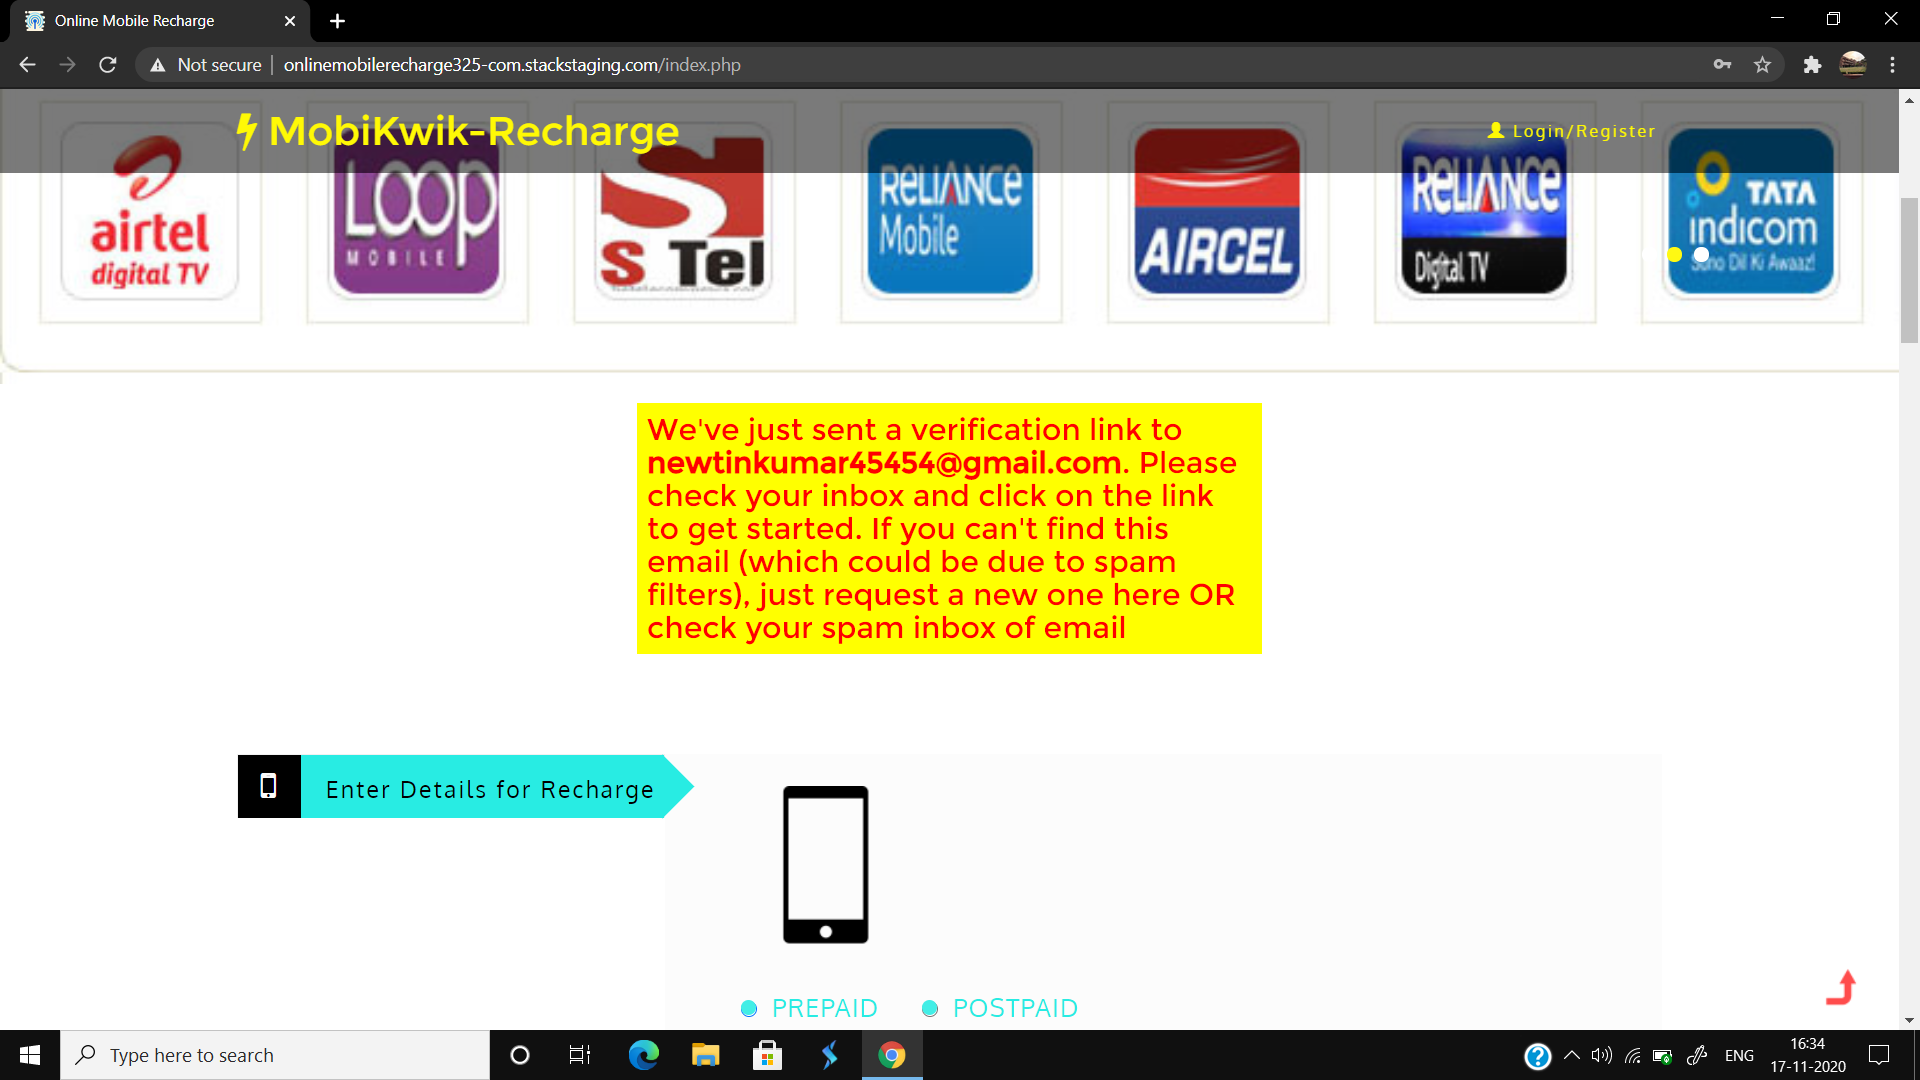 Online Mobile Recharge
Not secure
onlinemobilerecharge325-com.stackstaging.com/index.php
MobiKwik-Recharge
Login/Register
airtel
digital TV
LOOP
MOBILE
S Tel
RELIANCE
Mobile
AIRCEL
RELIANCE
Digital TV
TATA
indicom
Suno Dil Ki Awaaz!
We've just sent a verification link to
newtinkumar45454@gmail.com. Please
check your inbox and click on the link
to get started. If you can't find this
email (which could be due to spam
filters), just request a new one here OR
check your spam inbox of email
Enter Details for Recharge
PREPAID
POSTPAID
Type here to search
ENG
16:34
17-11-2020